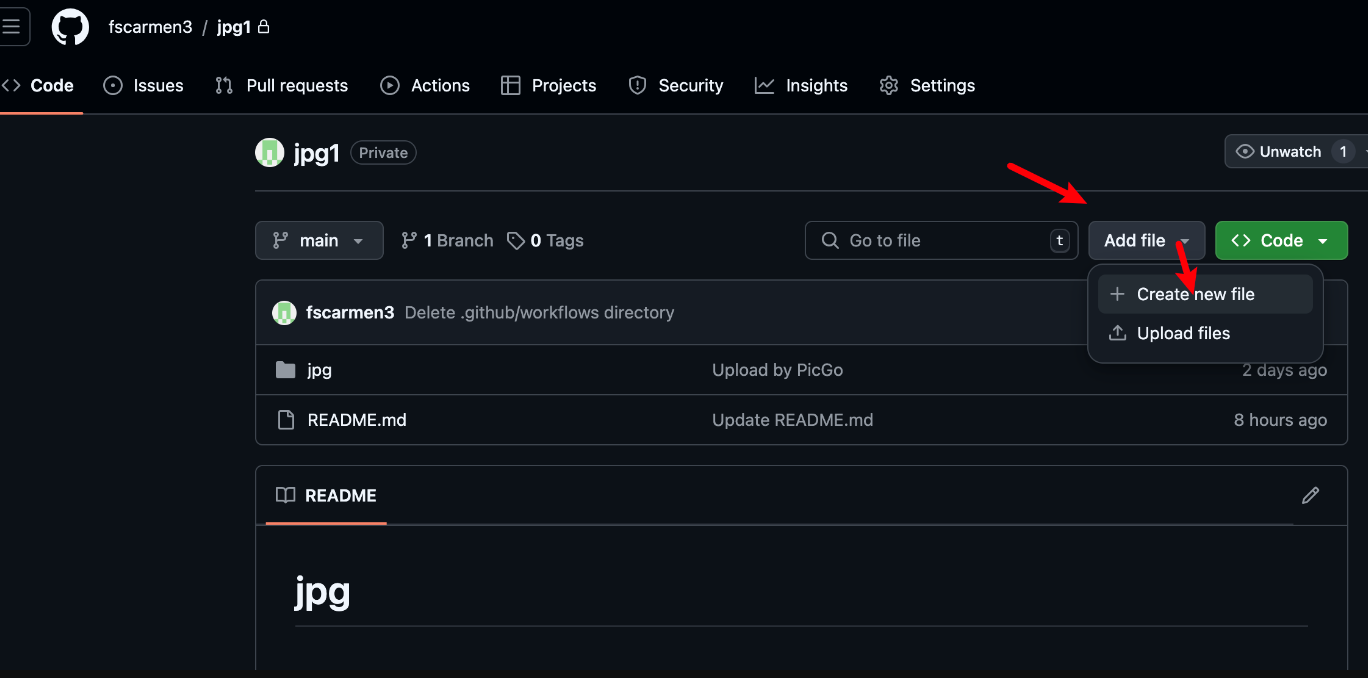 fscarmen3 / jpg1
Code Issues Pull requests Actions Projects Security Insights Settings
jpg1 Private Unwatch 1
main 1 Branch 0 Tags Go to file t Add file Code
Create new file
Upload files
fscarmen3 Delete .github/workflows directory
jpg Upload by PicGo 2 days ago
README.md Update README.md 8 hours ago
README
jpg